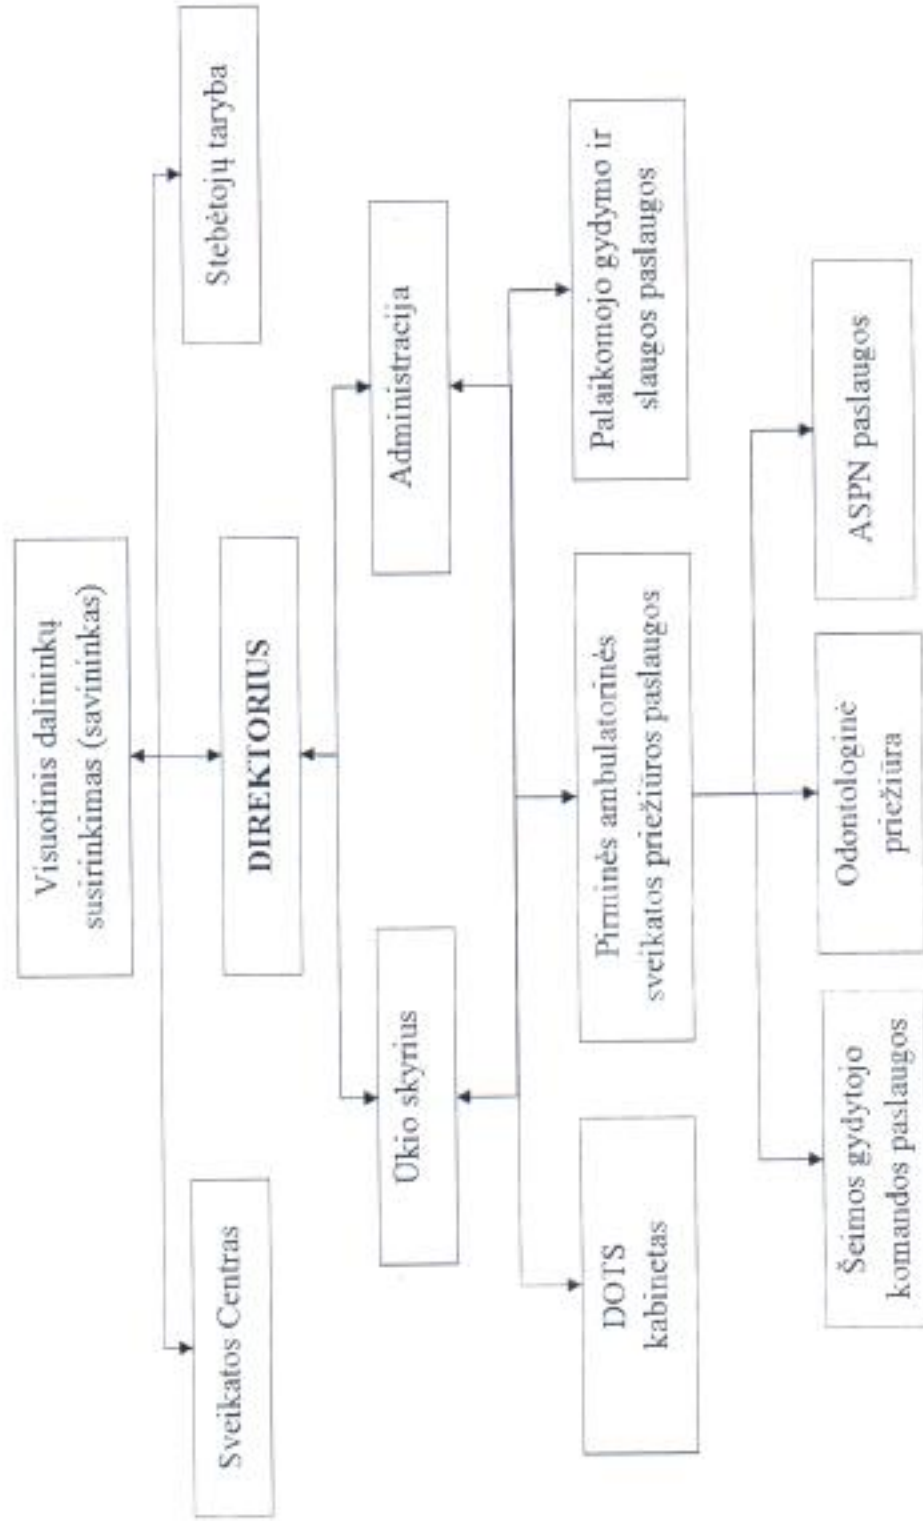 Visuotinis dalininkų
susirinkimas (savininkas)
Sveikatos Centras
DIREKTORIUS
Stebėtojų taryba
Ūkio skyrius
Administracija
DOTS
kabinetas
Pirminės ambulatorinės
sveikatos priežiūros paslaugos
Palaikomojo gydymo ir
slaugos paslaugos
Šeimos gydytojo
komandos paslaugos
Odontologinė
priežiūra
ASPN paslaugos